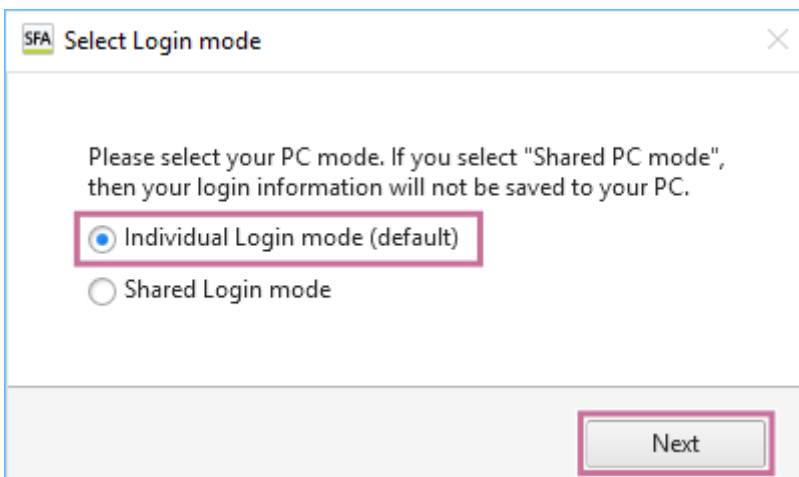 SFA Select Login mode
Please select your PC mode. If you select "Shared PC mode",
then your login information will not be saved to your PC.
Individual Login mode (default)
Shared Login mode
Next